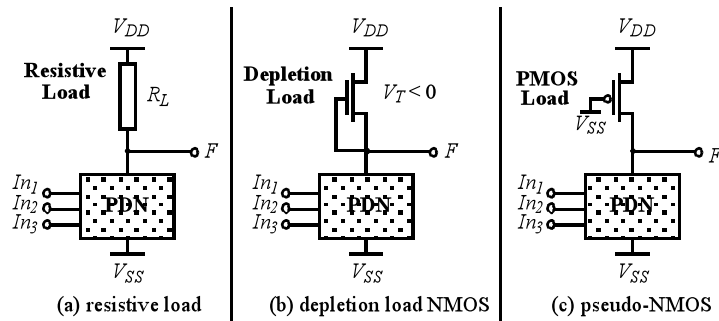 V_DD
Resistive
Load
R_L
F
In_1
In_2
In_3
PDN
V_SS
(a) resistive load
V_DD
Depletion
Load
V_T < 0
F
In_1
In_2
In_3
PDN
V_SS
(b) depletion load NMOS
V_DD
PMOS
Load
V_SS
F
In_1
In_2
In_3
PDN
V_SS
(c) pseudo-NMOS